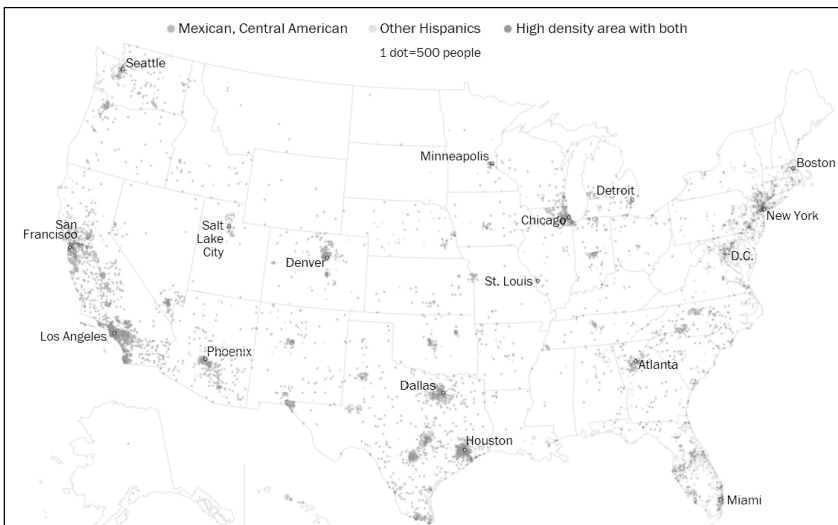 Mexican, Central American
Other Hispanics
High density area with both
1 dot=500 people
Seattle
Minneapolis
Boston
Detroit
Chicago
New York
San
Francisco
Salt
Lake
City
Denver
D.C.
St. Louis
Los Angeles
Phoenix
Atlanta
Dallas
Houston
Miami